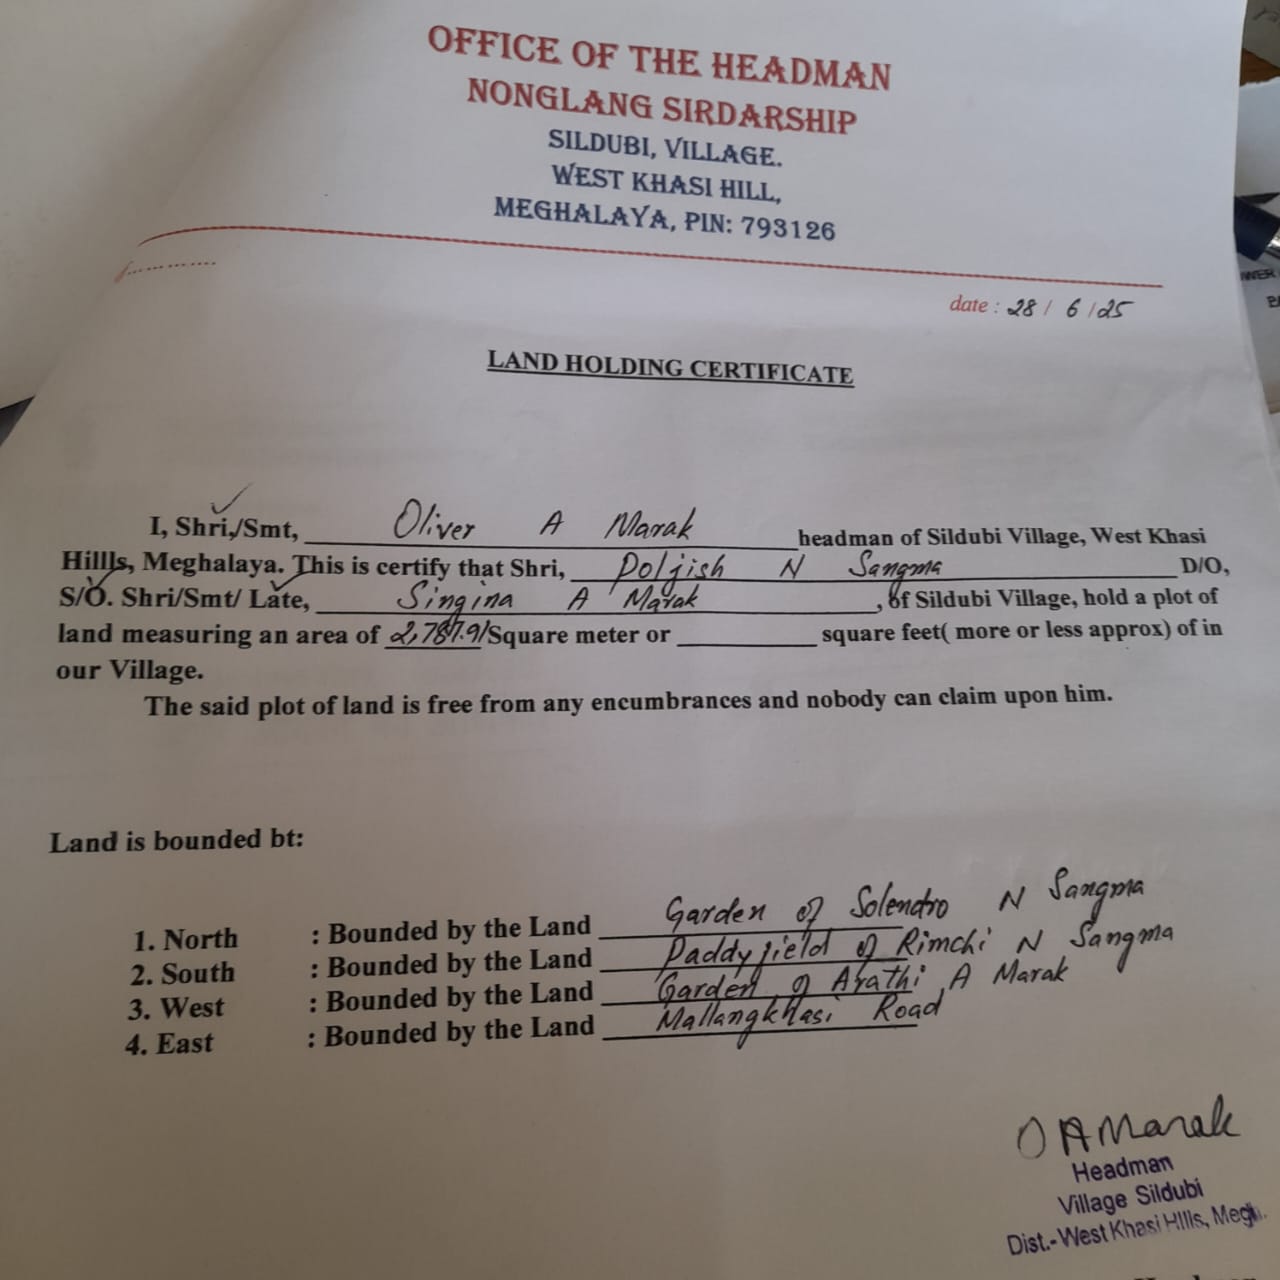 OFFICE OF THE HEADMAN
NONGLANG SIRDARSHIP
SILDUBI, VILLAGE.
WEST KHASI HILL,
MEGHALAYA, PIN: 793126
date : 28 / 6 / 25
LAND HOLDING CERTIFICATE
I, Shri,/Smt, Oliver A Marak headman of Sildubi Village, West Khasi
Hillls, Meghalaya. This is certify that Shri, Poljish N Sangma D/O,
S/O. Shri/Smt/ Late, Singina A Marak, of Sildubi Village, hold a plot of
land measuring an area of 2,787.91 Square meter or ________ square feet( more or less approx) of in
our Village.
The said plot of land is free from any encumbrances and nobody can claim upon him.
Land is bounded bt:
1. North : Bounded by the Land Garden of Solendro N Sangma
2. South : Bounded by the Land Paddy field of Rimchi N Sangma
3. West : Bounded by the Land Garden of Arathi A Marak
4. East : Bounded by the Land Mallangkhasi Road
O A Marak
Headman
Village Sildubi
Dist.- West Khasi HIlls, Megh.